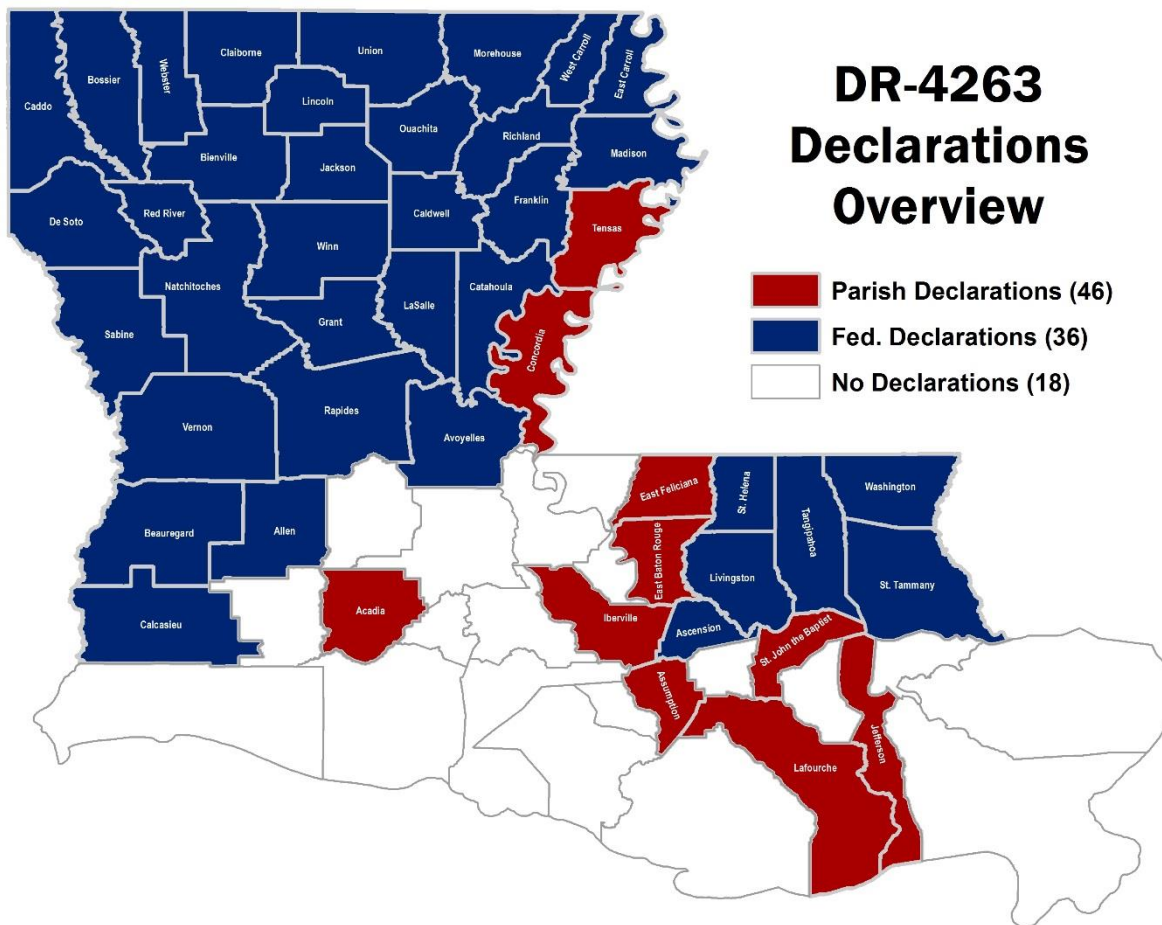 DR-4263
Declarations
Overview
Parish Declarations (46)
Fed. Declarations (36)
No Declarations (18)
Caddo
Bossier
Webster
Claiborne
Union
Morehouse
West Carroll
East Carroll
Lincoln
Ouachita
Richland
Madison
Bienville
Jackson
De Soto
Red River
Caldwell
Franklin
Tensas
Winn
Natchitoches
LaSalle
Catahoula
Sabine
Grant
Concordia
Vernon
Rapides
Avoyelles
Beauregard
Allen
East Feliciana
St. Helena
Tangipahoa
Washington
East Baton Rouge
Livingston
St. Tammany
Calcasieu
Acadia
Iberville
Ascension
St. John the Baptist
Assumption
Lafourche
Jefferson